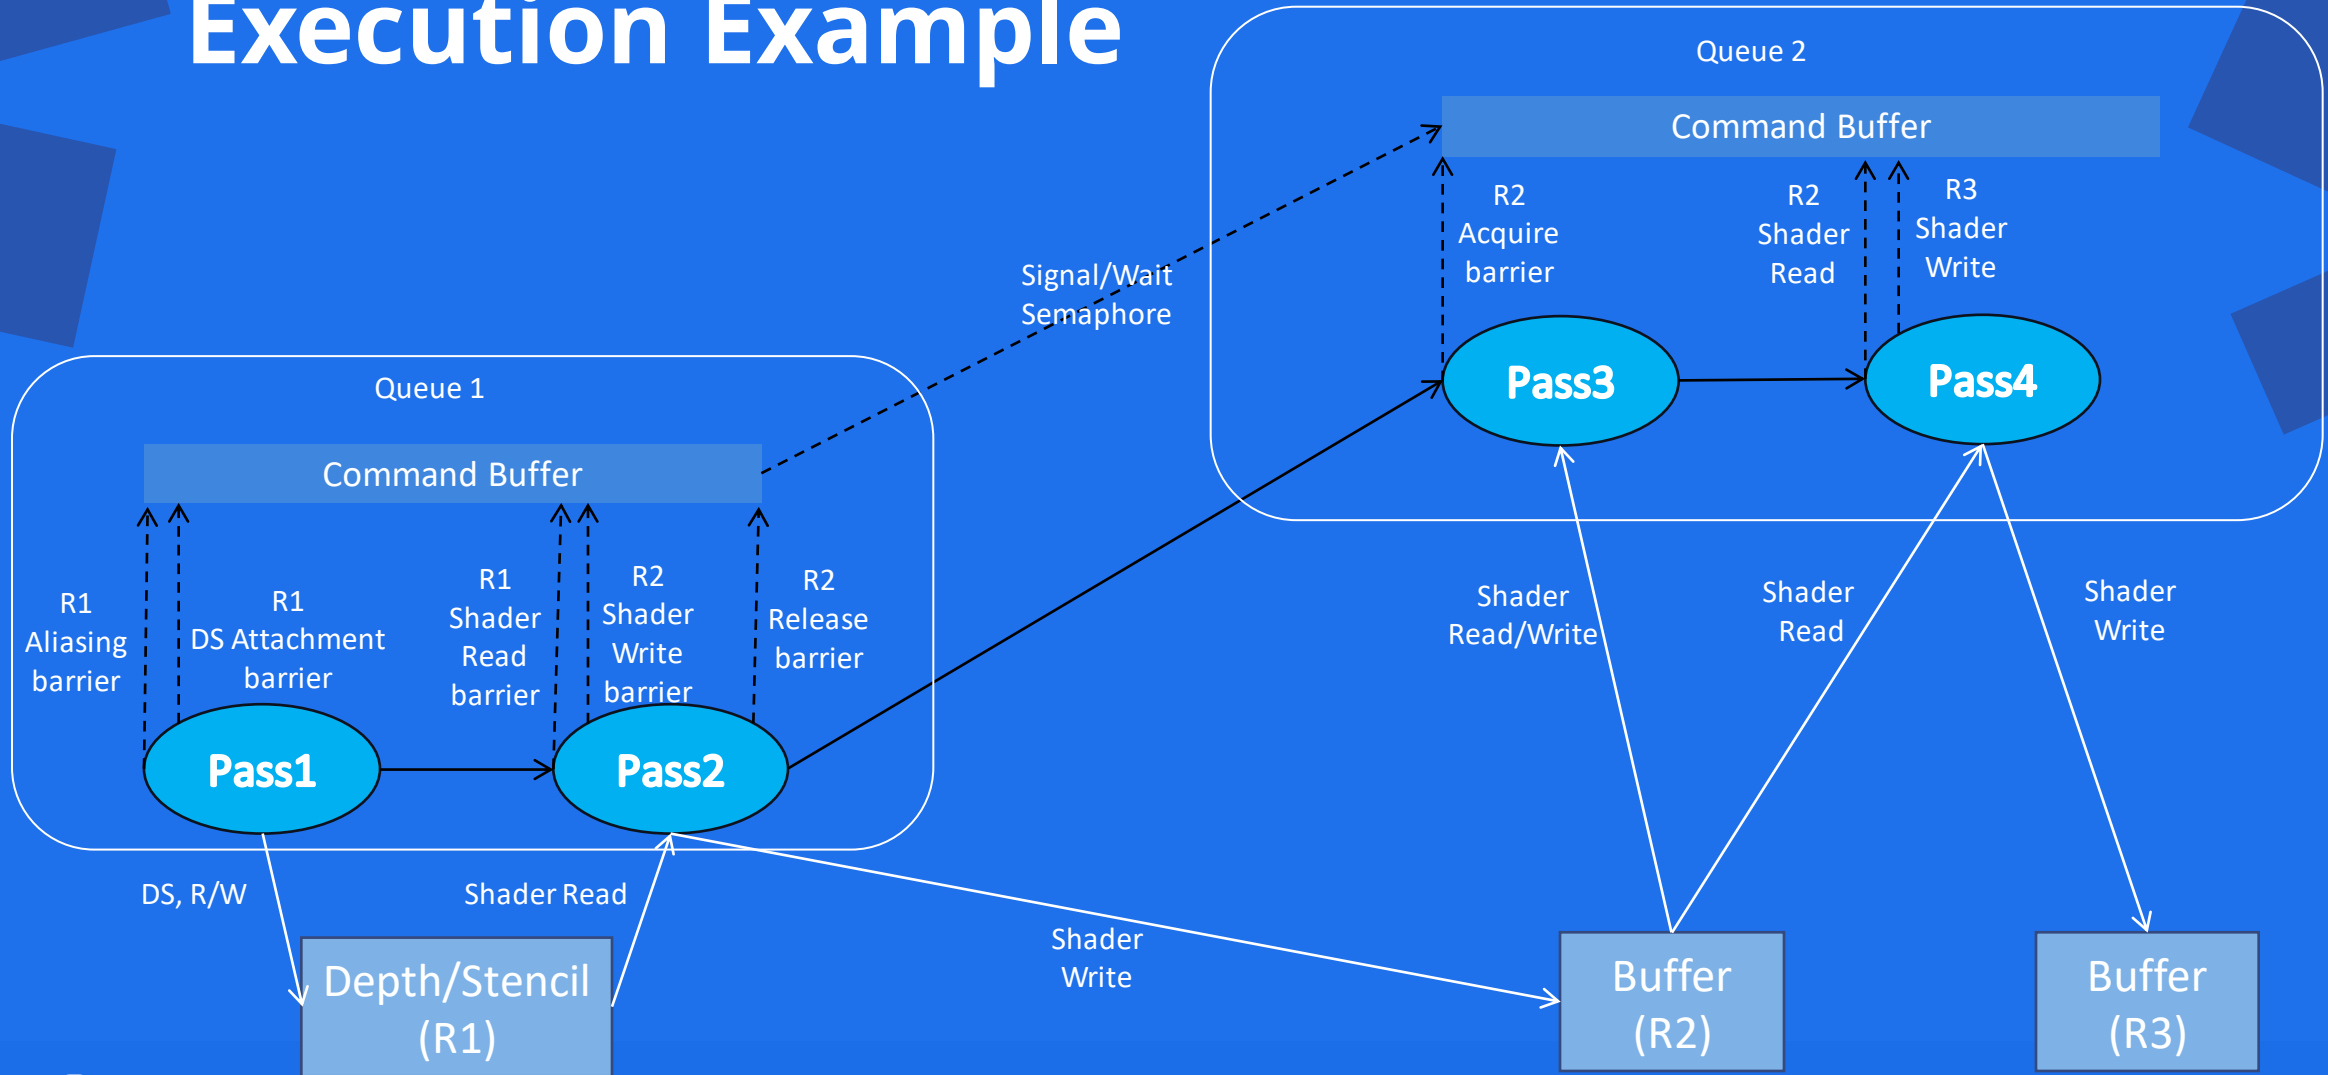 Execution Example
Queue 2
Command Buffer
R2
Acquire
barrier
R2
Shader
Read
R3
Shader
Write
Signal/Wait
Semaphore
Pass3
Pass4
Queue 1
Command Buffer
R1
Aliasing
barrier
R1
DS Attachment
barrier
R1
Shader
Read
barrier
R2
Shader
Write
barrier
R2
Release
barrier
Shader
Read/Write
Shader
Read
Shader
Write
Pass1
Pass2
DS, R/W
Shader Read
Shader
Write
Depth/Stencil
(R1)
Buffer
(R2)
Buffer
(R3)